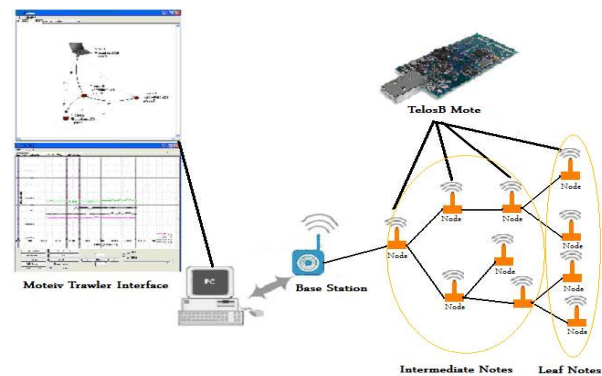 TelosB Mote
Node
Node
Node
Node
Node
Node
Node
Node
Node
Node
PC
Base Station
Moteiv Trawler Interface
Intermediate Notes
Leaf Notes